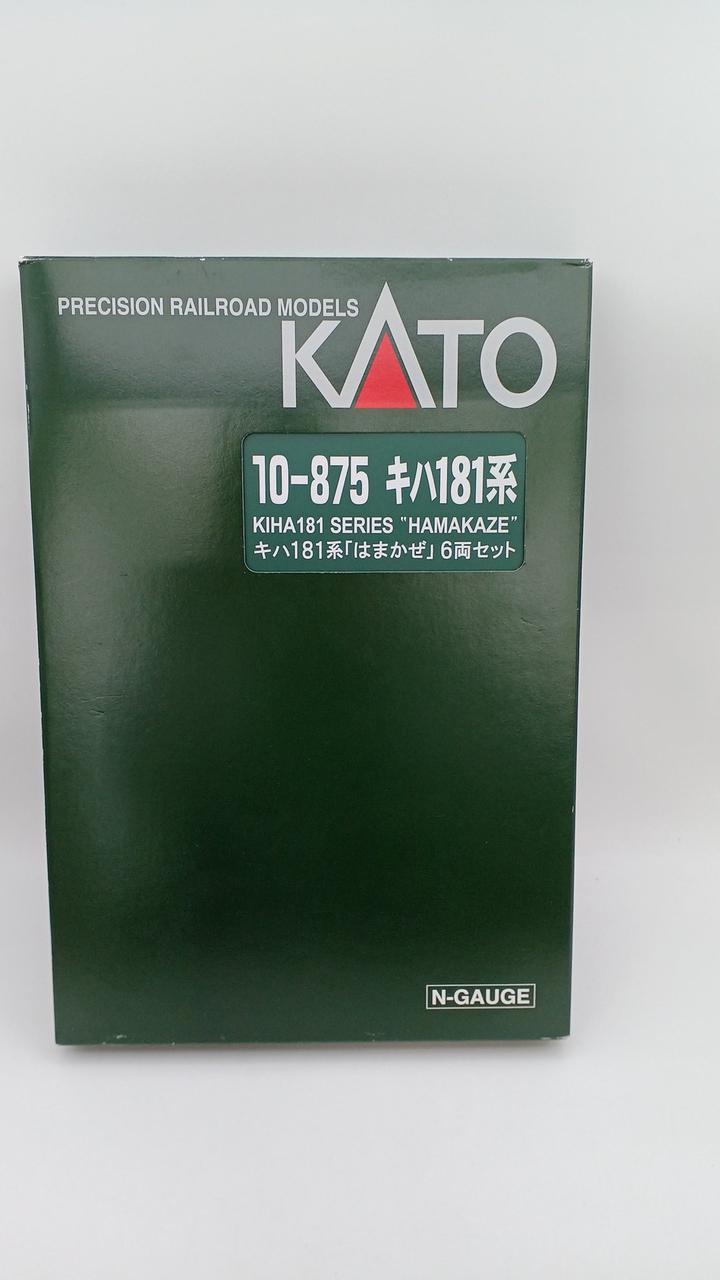 PRECISION RAILROAD MODELS
KATO
10-875 キハ181系
KIHA181 SERIES "HAMAKAZE"
キハ181系「はまかぜ」6両セット
N-GAUGE